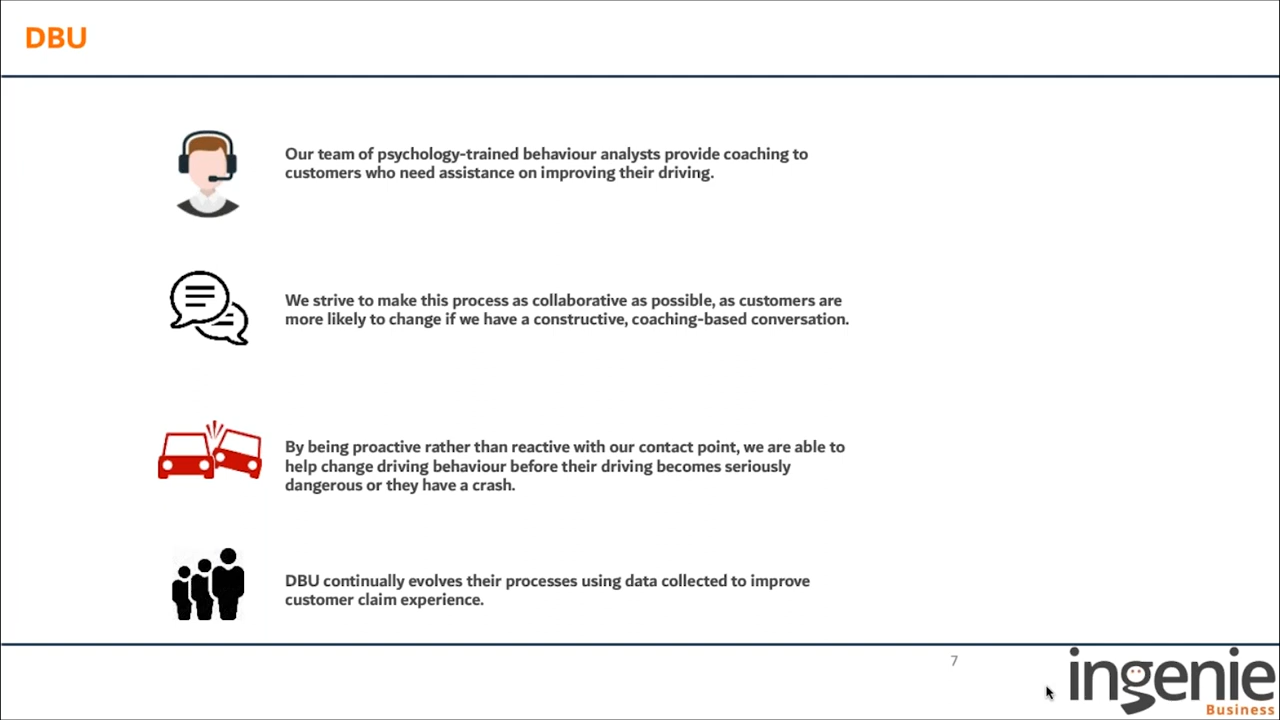 DBU
Our team of psychology-trained behaviour analysts provide coaching to
customers who need assistance on improving their driving.
We strive to make this process as collaborative as possible, as customers are
more likely to change if we have a constructive, coaching-based conversation.
By being proactive rather than reactive with our contact point, we are able to
help change driving behaviour before their driving becomes seriously
dangerous or they have a crash.
DBU continually evolves their processes using data collected to improve
customer claim experience.
7
ingenie
Business